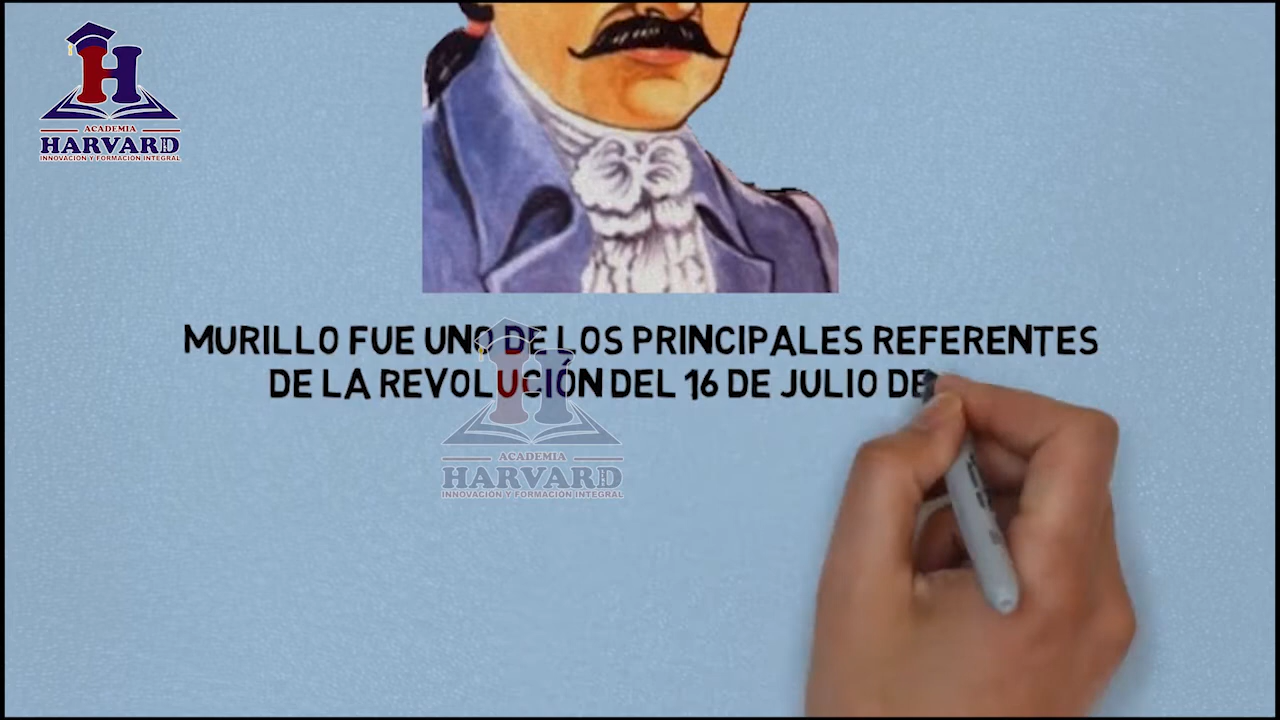 H
ACADEMIA
HARVARD
INNOVACIÓN Y FORMACIÓN INTEGRAL
MURILLO FUE UNO DE LOS PRINCIPALES REFERENTES
DE LA REVOLUCIÓN DEL 16 DE JULIO DE
H
ACADEMIA
HARVARD
INNOVACIÓN Y FORMACIÓN INTEGRAL